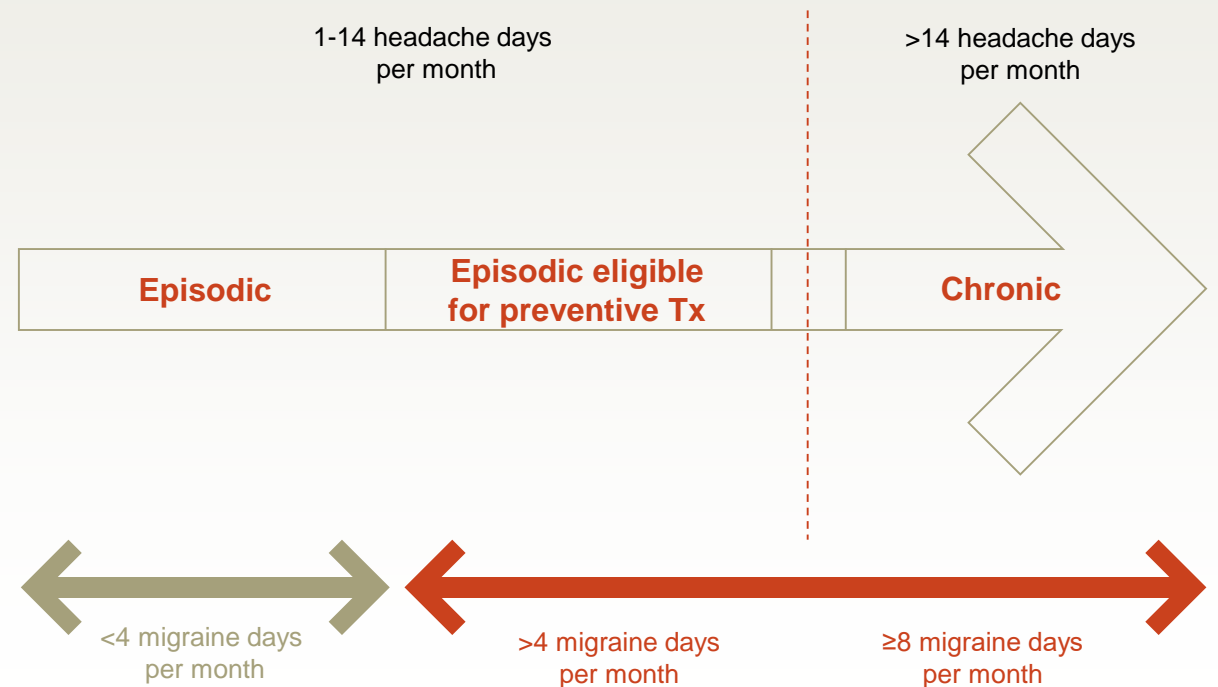 1-14 headache days
per month
>14 headache days
per month
Episodic
Episodic eligible
for preventive Tx
Chronic
<4 migraine days
per month
>4 migraine days
per month
≥8 migraine days
per month